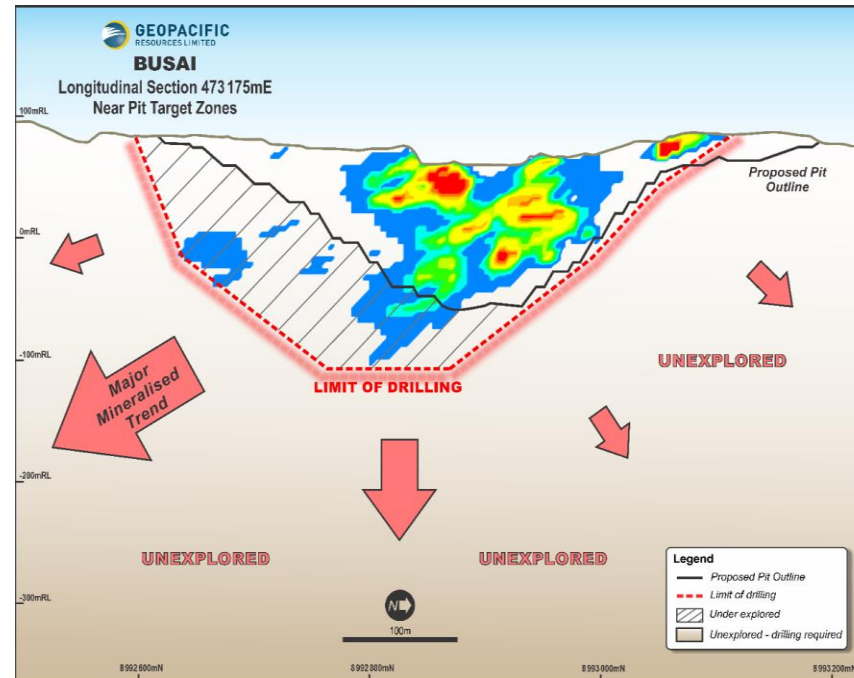 GEOPACIFIC
RESOURCES LIMITED
BUSAI
Longitudinal Section 473175mE
Near Pit Target Zones
100mRL
Proposed Pit
Outline
0mRL
-100mRL
UNEXPLORED
Major
Mineralised
Trend
LIMIT OF DRILLING
-200mRL
UNEXPLORED
UNEXPLORED
Legend
Proposed Pit Outline
Limit of drilling
Under explored
Unexplored - drilling required
-300mRL
N
100m
8992600mN
8992800mN
8993000mN
8993200mN